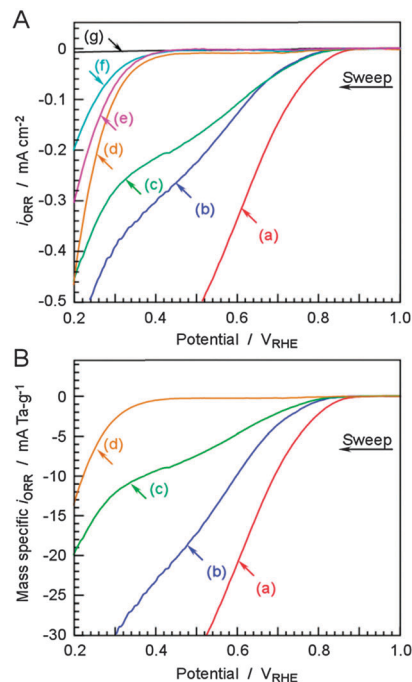 A
(g)
0
(f)
Sweep
-0.1
(e)
(d)
-0.2
(c)
(b)
(a)
-0.3
-0.4
-0.5
0.2 0.4 0.6 0.8 1.0
i_ORR / mA cm⁻²
Potential / V_RHE
B
0
Sweep
(d)
-5
-10
(c)
-15
(b)
-20
(a)
-25
-30
0.2 0.4 0.6 0.8 1.0
Mass specific i_ORR / mA Ta-g⁻¹
Potential / V_RHE